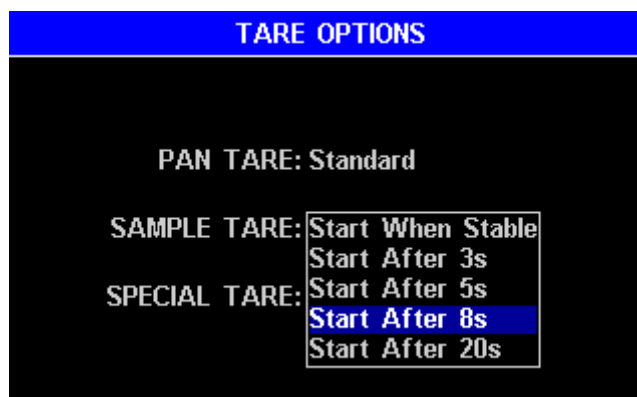 TARE OPTIONS
PAN TARE: Standard
SAMPLE TARE: Start When Stable
Start After 3s
SPECIAL TARE: Start After 5s
Start After 8s
Start After 20s